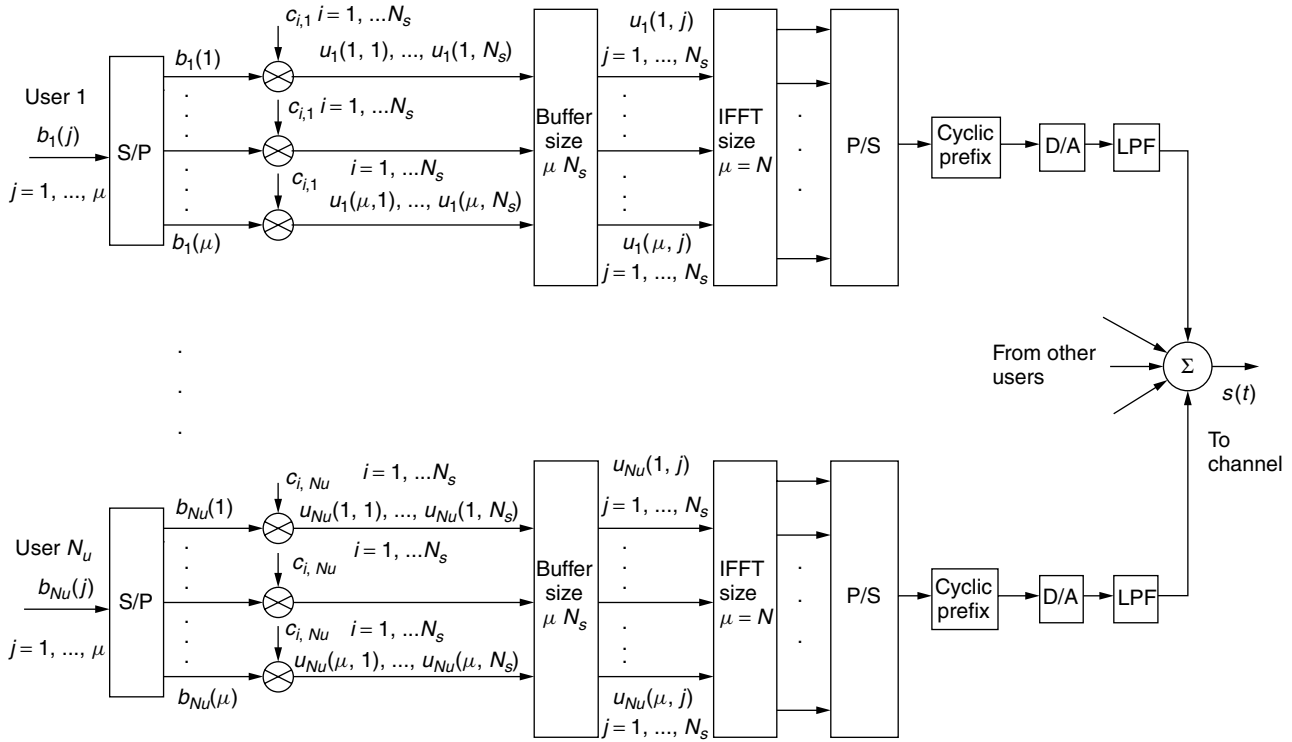 c_{i,1} i = 1, ...N_s
u_1(1, j)
b_1(1)
u_1(1, 1), ..., u_1(1, N_s)
j = 1, ..., N_s
User 1
b_1(j)
j = 1, ..., μ
S/P
c_{i,1} i = 1, ...N_s
i = 1, ...N_s
c_{i,1}
u_1(μ,1), ..., u_1(μ, N_s)
b_1(μ)
Buffer
size
μ N_s
u_1(μ, j)
j = 1, ..., N_s
IFFT
size
μ = N
P/S
Cyclic
prefix
D/A
LPF
From other
users
Σ
s(t)
To
channel
c_{i, Nu} i = 1, ...N_s
u_{Nu}(1, j)
b_{Nu}(1)
u_{Nu}(1, 1), ..., u_{Nu}(1, N_s)
j = 1, ..., N_s
User N_u
b_{Nu}(j)
j = 1, ..., μ
S/P
i = 1, ...N_s
c_{i, Nu}
c_{i, Nu} i = 1, ...N_s
u_{Nu}(μ, 1), ..., u_{Nu}(μ, N_s)
b_{Nu}(μ)
Buffer
size
μ N_s
u_{Nu}(μ, j)
j = 1, ..., N_s
IFFT
size
μ = N
P/S
Cyclic
prefix
D/A
LPF